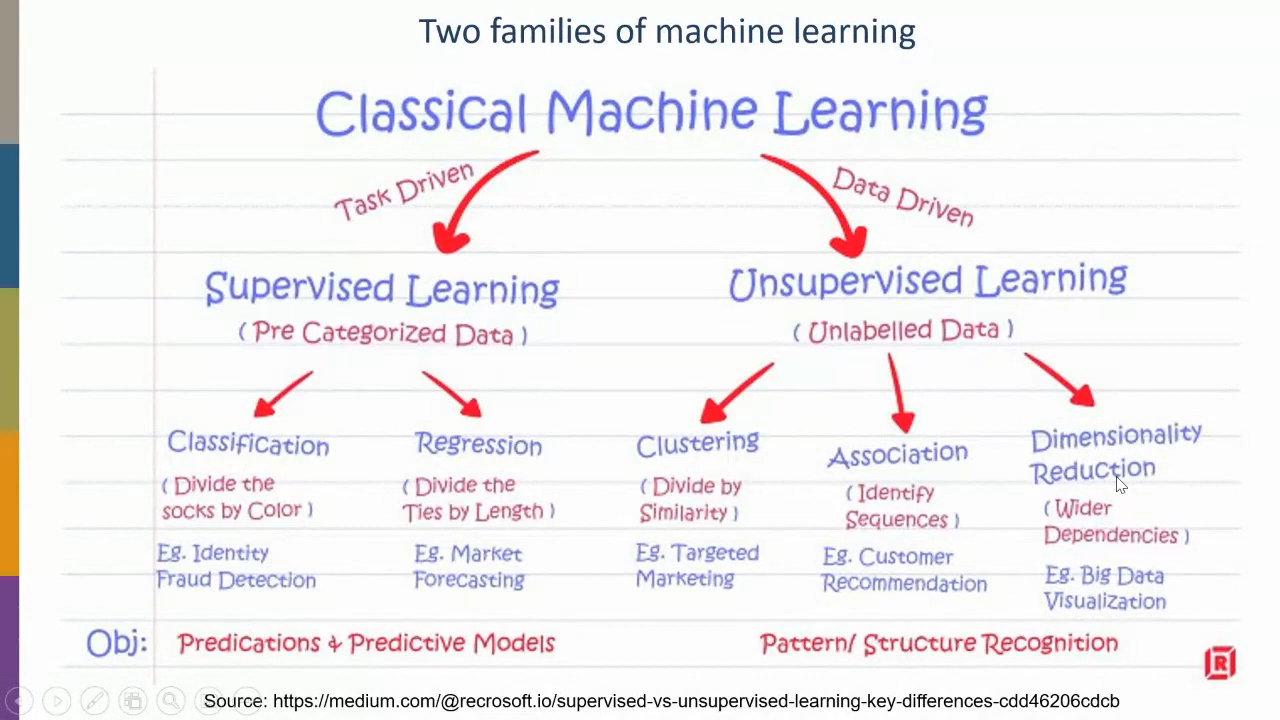 Two families of machine learning
Classical Machine Learning
Task Driven
Data Driven
Supervised Learning
( Pre Categorized Data )
Unsupervised Learning
( Unlabelled Data )
Classification
( Divide the
socks by Color )
Eg. Identity
Fraud Detection
Regression
( Divide the
Ties by Length )
Eg. Market
Forecasting
Clustering
( Divide by
Similarity )
Eg. Targeted
Marketing
Association
( Identify
Sequences )
Eg. Customer
Recommendation
Dimensionality
Reduction
( Wider
Dependencies )
Eg. Big Data
Visualization
Obj: Predications & Predictive Models
Pattern/ Structure Recognition
R
Source: https://medium.com/@recrosoft.io/supervised-vs-unsupervised-learning-key-differences-cdd46206cdcb